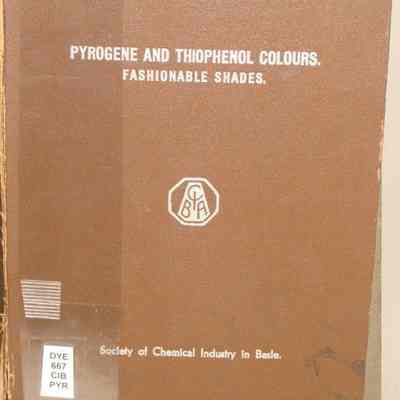 PYROGENE AND THIOPHENOL COLOURS.
FASHIONABLE SHADES.
CIBA
Society of Chemical Industry in Basle.
DYE
667
CIB
PYR